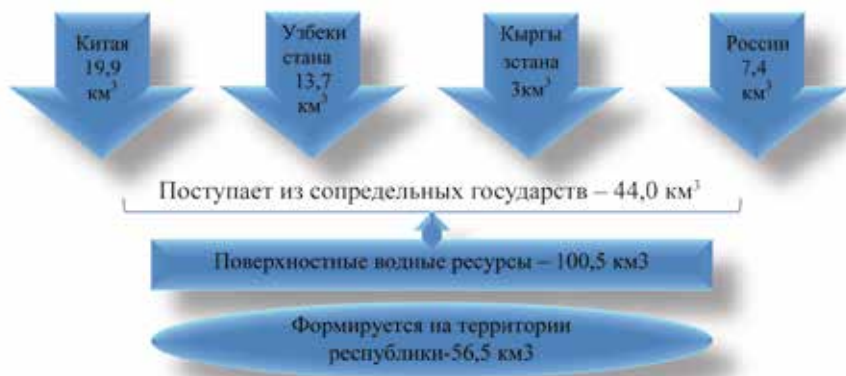 Китая
19,9
км³
Узбеки
стана
13,7
км³
Кыргы
зстана
3км³
России
7,4
км³
Поступает из сопредельных государств – 44,0 км³
Поверхностные водные ресурсы – 100,5 км3
Формируется на территории
республики-56,5 км3